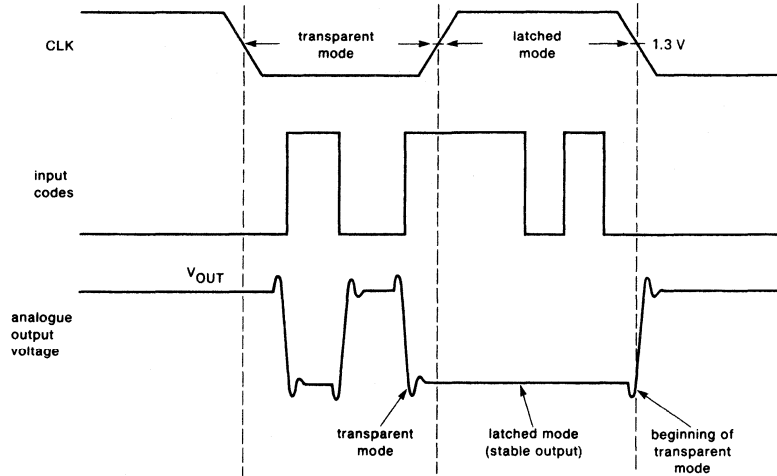 CLK
transparent
mode
latched
mode
1.3 V
input
codes
VOUT
analogue
output
voltage
transparent
mode
latched mode
(stable output)
beginning of
transparent
mode